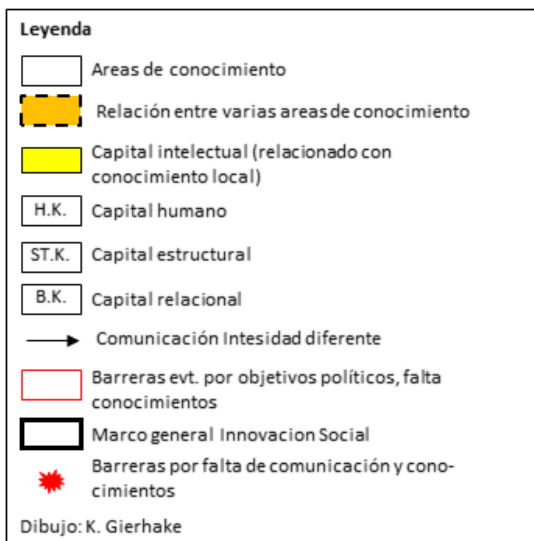 Leyenda
Areas de conocimiento
Relación entre varias areas de conocimiento
Capital intelectual (relacionado con
conocimiento local)
H.K. Capital humano
ST.K. Capital estructural
B.K. Capital relacional
Comunicación Intesidad diferente
Barreras evt. por objetivos políticos, falta
conocimientos
Marco general Innovacion Social
Barreras por falta de comunicación y cono-
cimientos
Dibujo: K. Gierhake